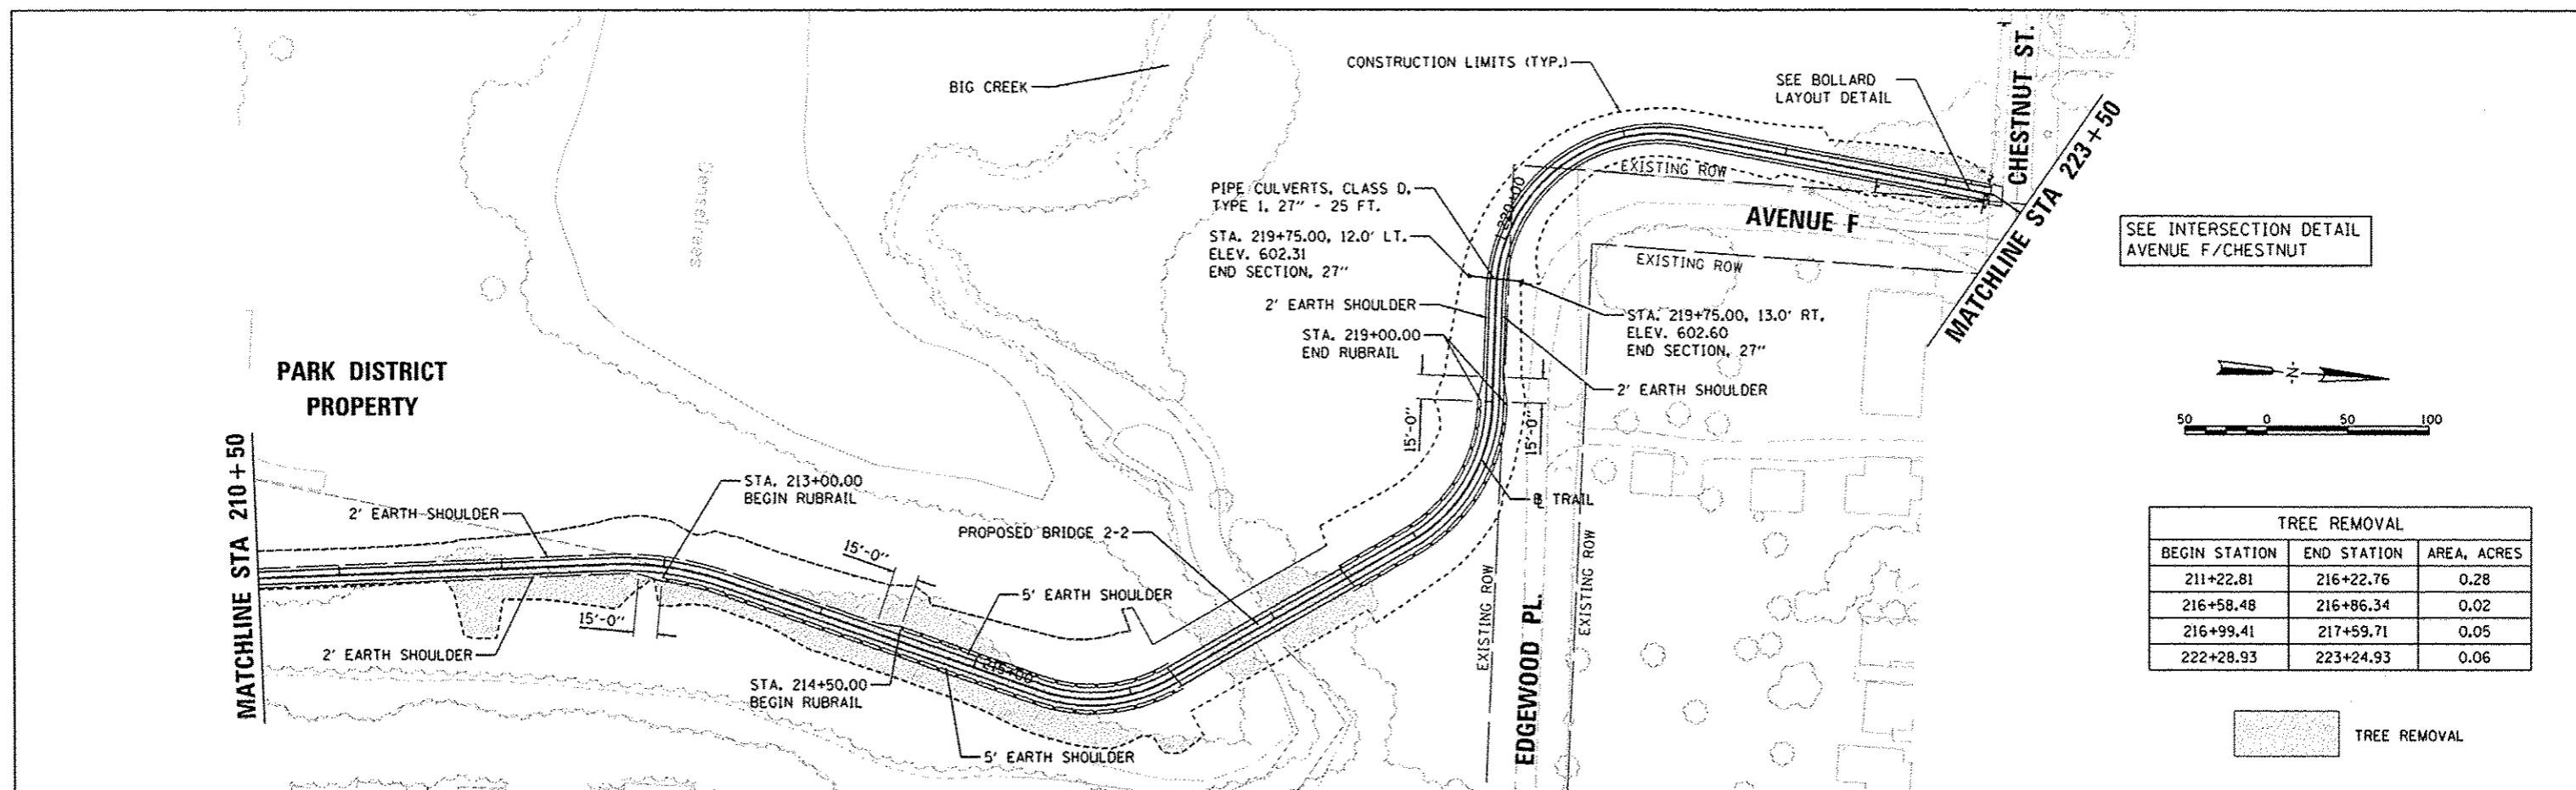 BIG CREEK
CONSTRUCTION LIMITS (TYP.)
SEE BOLLARD
LAYOUT DETAIL
CHESTNUT ST.
MATCHLINE STA 223+50
EXISTING ROW
AVENUE F
EXISTING ROW
PIPE CULVERTS, CLASS D,
TYPE 1, 27" - 25 FT.
220+00
STA. 219+75.00, 12.0' LT.
ELEV. 602.31
END SECTION, 27"
2' EARTH SHOULDER
STA. 219+00.00
END RUBRAIL
STA. 219+75.00, 13.0' RT.
ELEV. 602.60
END SECTION, 27"
2' EARTH SHOULDER
15'-0"
15'-0"
SEE INTERSECTION DETAIL
AVENUE F/CHESTNUT
N
50 0 50 100
PARK DISTRICT
PROPERTY
MATCHLINE STA 210+50
2' EARTH SHOULDER
STA. 213+00.00
BEGIN RUBRAIL
15'-0"
PROPOSED BRIDGE 2-2
℄ TRAIL
5' EARTH SHOULDER
15'-0"
2' EARTH SHOULDER
STA. 214+50.00
BEGIN RUBRAIL
215+00
5' EARTH SHOULDER
EXISTING ROW
EDGEWOOD PL.
EXISTING ROW
TREE REMOVAL
BEGIN STATION END STATION AREA, ACRES
211+22.81 216+22.76 0.28
216+58.48 216+86.34 0.02
216+99.41 217+59.71 0.05
222+28.93 223+24.93 0.06
TREE REMOVAL